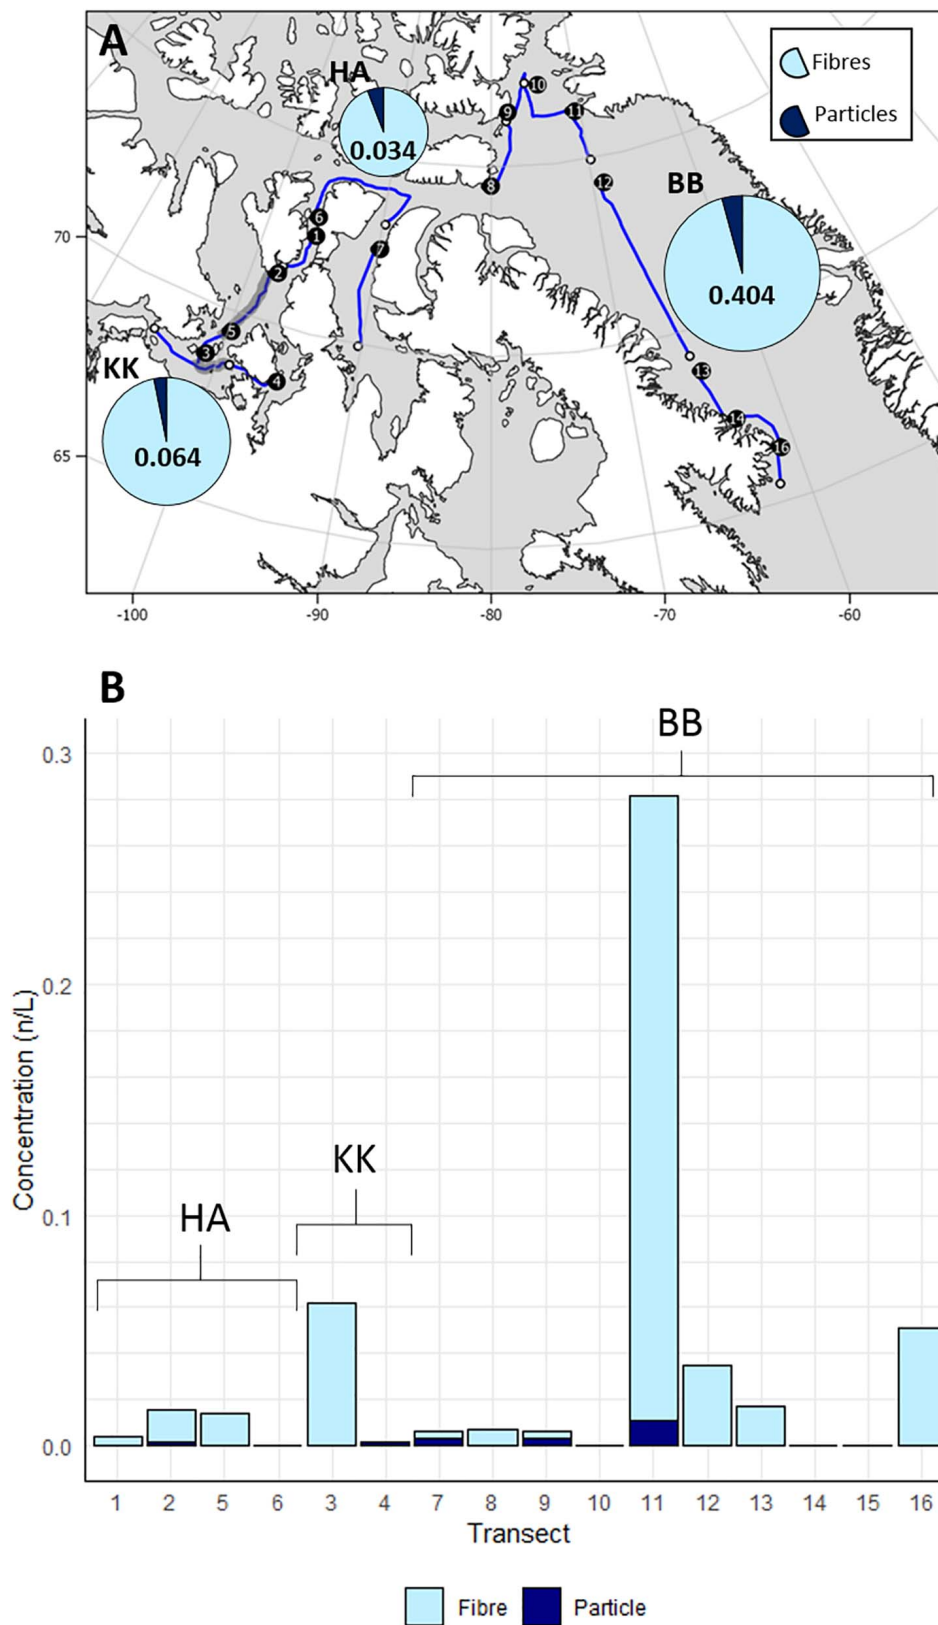 A
HA
0.034
Fibres
Particles
10
9
11
8
12
BB
0.404
70
6
1
7
2
5
3
4
KK
0.064
13
14
16
65
-100 -90 -80 -70 -60
B
BB
0.3
0.2
KK
HA
0.1
0.0
Concentration (n/L)
1 2 5 6 3 4 7 8 9 10 11 12 13 14 15 16
Transect
Fibre Particle